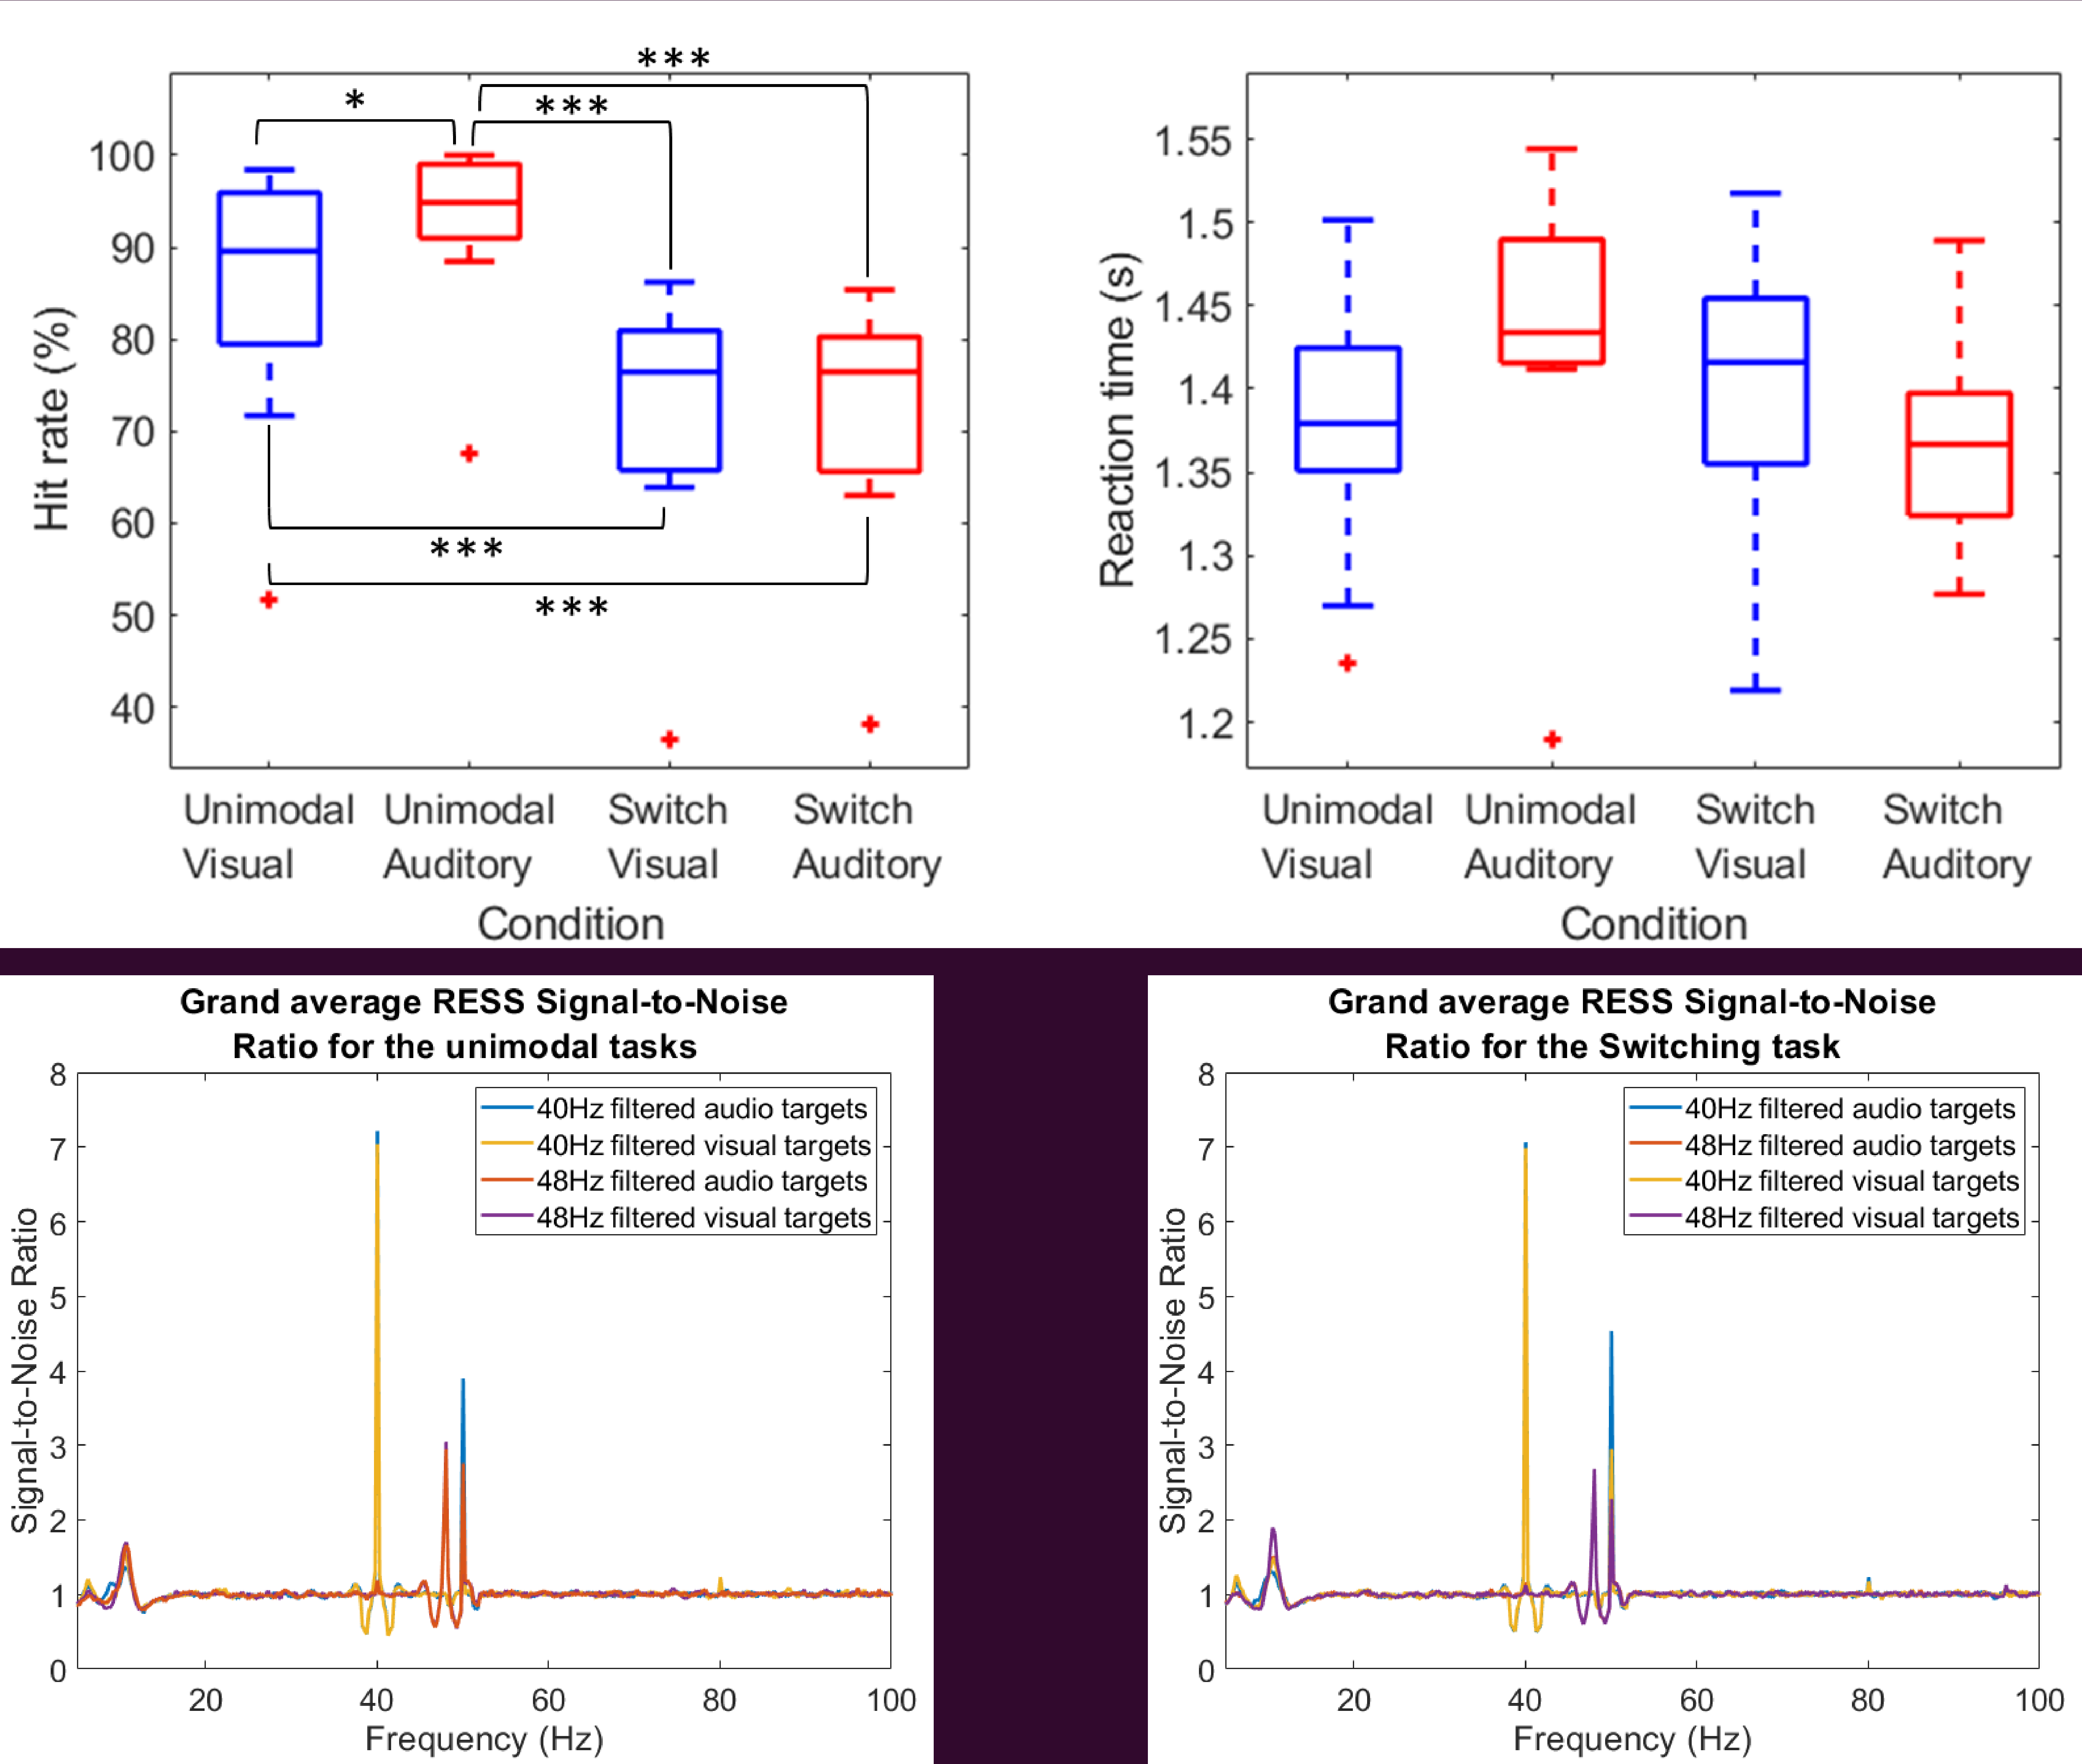 ***
*
***
100
90
80
70
60
50
40
***
***
Hit rate (%)
Unimodal Visual
Unimodal Auditory
Switch Visual
Switch Auditory
Condition
1.55
1.5
1.45
1.4
1.35
1.3
1.25
1.2
Reaction time (s)
Unimodal Visual
Unimodal Auditory
Switch Visual
Switch Auditory
Condition
Grand average RESS Signal-to-Noise
Ratio for the unimodal tasks
8
7
6
5
4
3
2
1
0
Signal-to-Noise Ratio
40Hz filtered audio targets
40Hz filtered visual targets
48Hz filtered audio targets
48Hz filtered visual targets
20 40 60 80 100
Frequency (Hz)
Grand average RESS Signal-to-Noise
Ratio for the Switching task
8
7
6
5
4
3
2
1
0
Signal-to-Noise Ratio
40Hz filtered audio targets
48Hz filtered audio targets
40Hz filtered visual targets
48Hz filtered visual targets
20 40 60 80 100
Frequency (Hz)